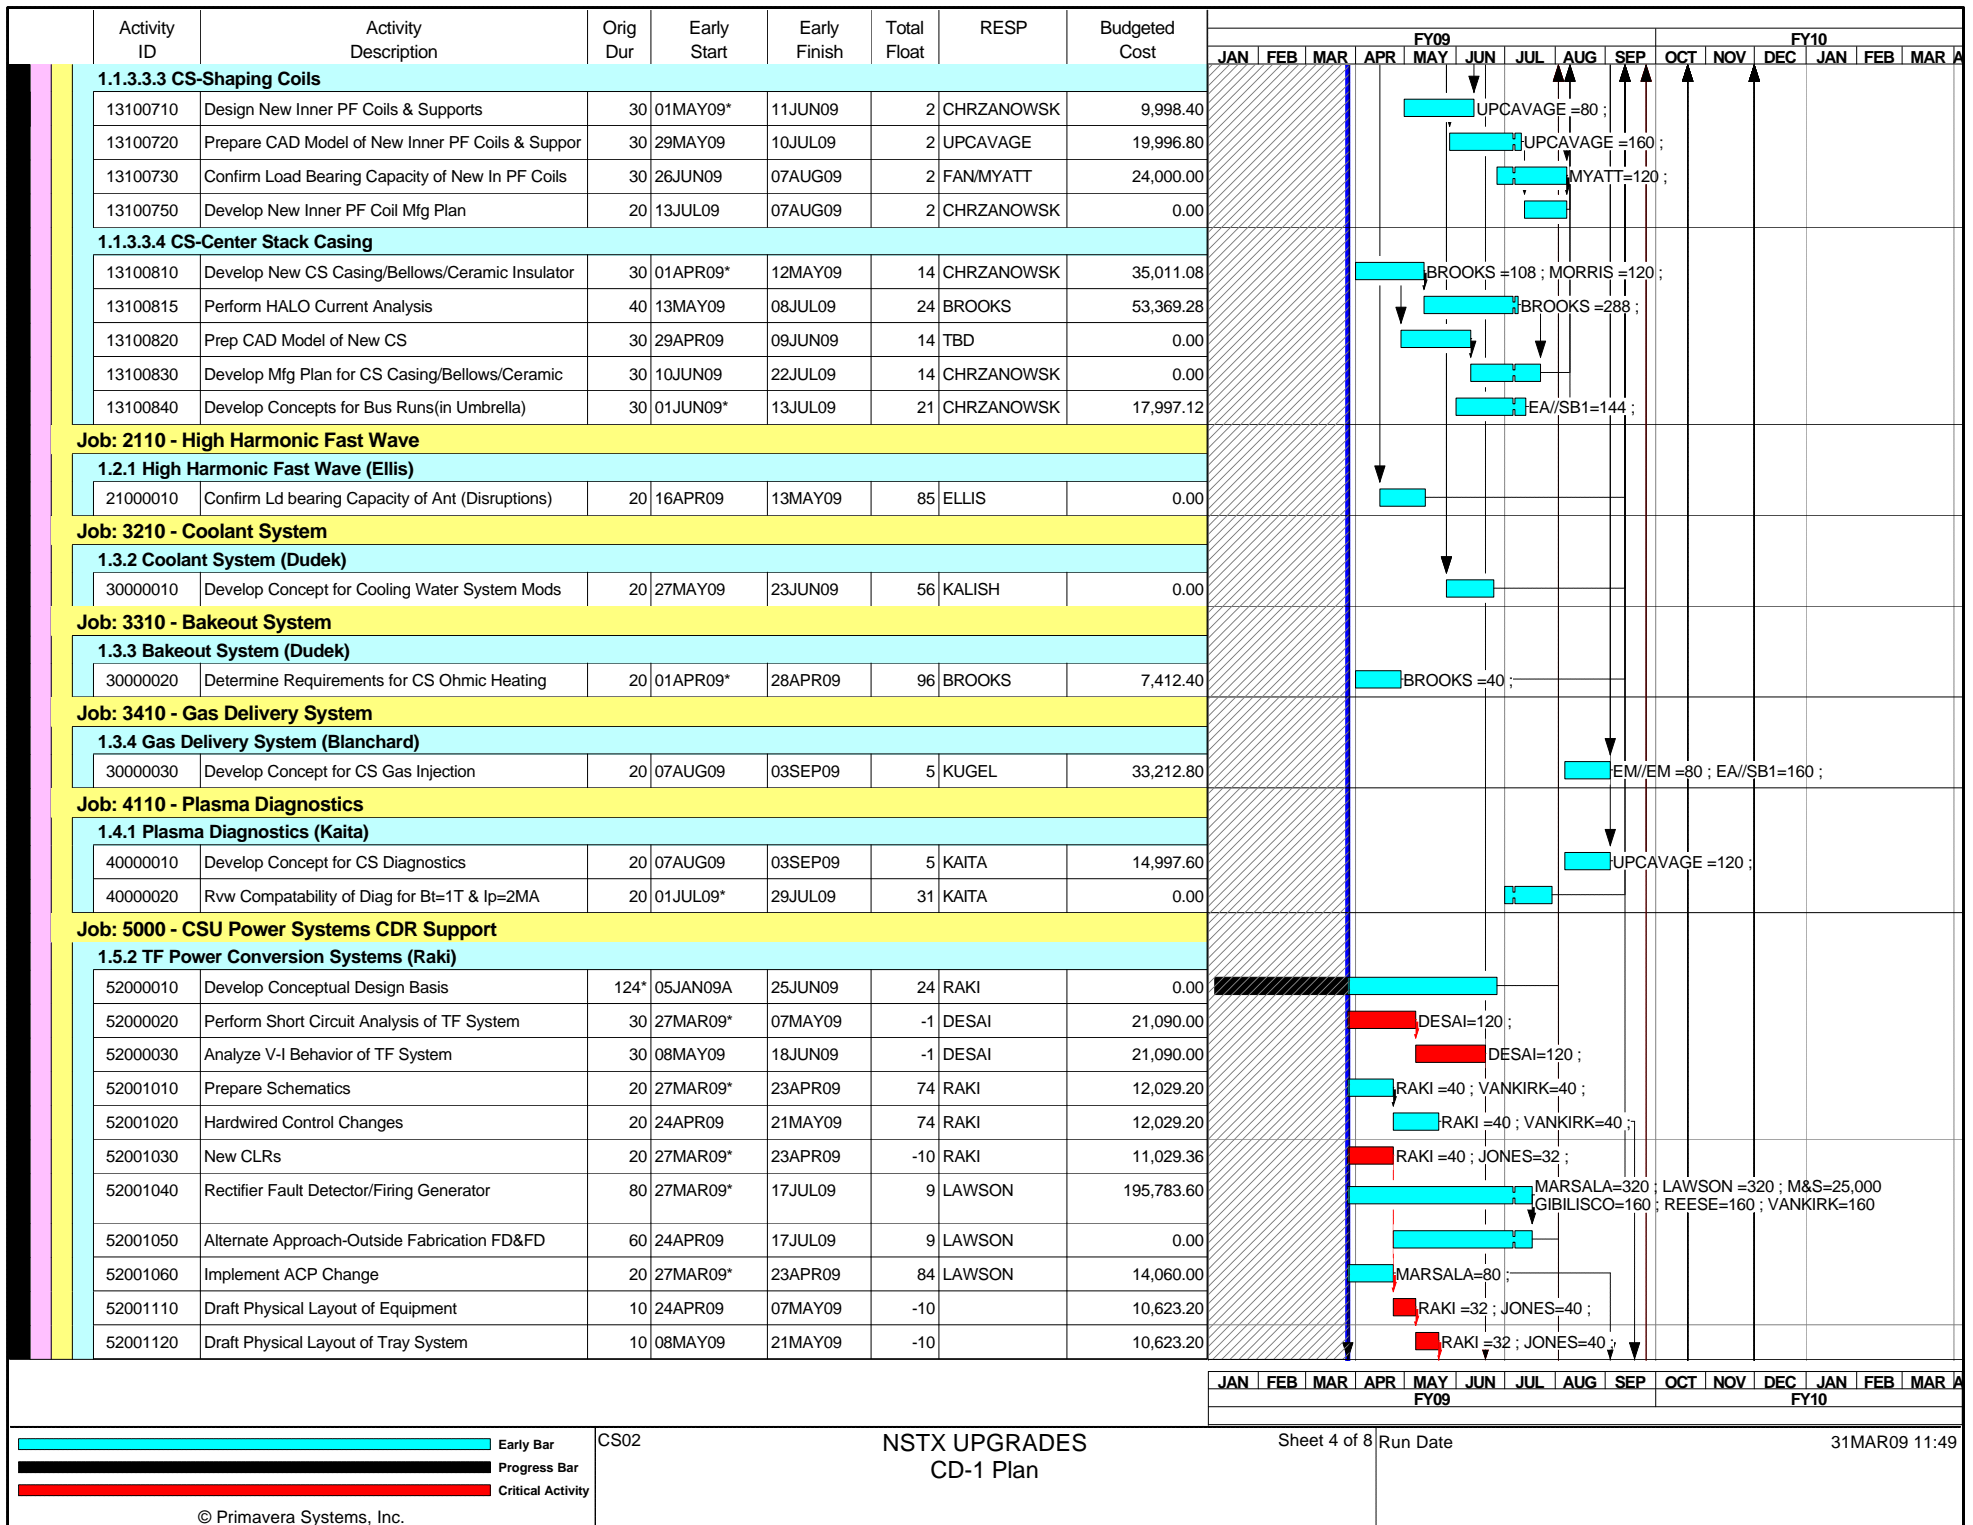 Activity ID | Activity Description | Orig Dur | Early Start | Early Finish | Total Float | RESP | Budgeted Cost
FY09 FY10
JAN FEB MAR APR MAY JUN JUL AUG SEP OCT NOV DEC JAN FEB MAR A
1.1.3.3.3 CS-Shaping Coils
13100710 Design New Inner PF Coils & Supports 30 01MAY09* 11JUN09 2 CHRZANOWSK 9,998.40 UPCAVAGE =80 ;
13100720 Prepare CAD Model of New Inner PF Coils & Suppor 30 29MAY09 10JUL09 2 UPCAVAGE 19,996.80 UPCAVAGE =160 ;
13100730 Confirm Load Bearing Capacity of New In PF Coils 30 26JUN09 07AUG09 2 FAN/MYATT 24,000.00 MYATT=120 ;
13100750 Develop New Inner PF Coil Mfg Plan 20 13JUL09 07AUG09 2 CHRZANOWSK 0.00
1.1.3.3.4 CS-Center Stack Casing
13100810 Develop New CS Casing/Bellows/Ceramic Insulator 30 01APR09* 12MAY09 14 CHRZANOWSK 35,011.08 BROOKS =108 ; MORRIS =120 ;
13100815 Perform HALO Current Analysis 40 13MAY09 08JUL09 24 BROOKS 53,369.28 BROOKS =288 ;
13100820 Prep CAD Model of New CS 30 29APR09 09JUN09 14 TBD 0.00
13100830 Develop Mfg Plan for CS Casing/Bellows/Ceramic 30 10JUN09 22JUL09 14 CHRZANOWSK 0.00
13100840 Develop Concepts for Bus Runs(in Umbrella) 30 01JUN09* 13JUL09 21 CHRZANOWSK 17,997.12 EA//SB1=144 ;
Job: 2110 - High Harmonic Fast Wave
1.2.1 High Harmonic Fast Wave (Ellis)
21000010 Confirm Ld bearing Capacity of Ant (Disruptions) 20 16APR09 13MAY09 85 ELLIS 0.00
Job: 3210 - Coolant System
1.3.2 Coolant System (Dudek)
30000010 Develop Concept for Cooling Water System Mods 20 27MAY09 23JUN09 56 KALISH 0.00
Job: 3310 - Bakeout System
1.3.3 Bakeout System (Dudek)
30000020 Determine Requirements for CS Ohmic Heating 20 01APR09* 28APR09 96 BROOKS 7,412.40 BROOKS =40 ;
Job: 3410 - Gas Delivery System
1.3.4 Gas Delivery System (Blanchard)
30000030 Develop Concept for CS Gas Injection 20 07AUG09 03SEP09 5 KUGEL 33,212.80 EM//EM =80 ; EA//SB1=160 ;
Job: 4110 - Plasma Diagnostics
1.4.1 Plasma Diagnostics (Kaita)
40000010 Develop Concept for CS Diagnostics 20 07AUG09 03SEP09 5 KAITA 14,997.60 UPCAVAGE =120 ;
40000020 Rvw Compatability of Diag for Bt=1T & Ip=2MA 20 01JUL09* 29JUL09 31 KAITA 0.00
Job: 5000 - CSU Power Systems CDR Support
1.5.2 TF Power Conversion Systems (Raki)
52000010 Develop Conceptual Design Basis 124* 05JAN09A 25JUN09 24 RAKI 0.00
52000020 Perform Short Circuit Analysis of TF System 30 27MAR09* 07MAY09 -1 DESAI 21,090.00 DESAI=120 ;
52000030 Analyze V-I Behavior of TF System 30 08MAY09 18JUN09 -1 DESAI 21,090.00 DESAI=120 ;
52001010 Prepare Schematics 20 27MAR09* 23APR09 74 RAKI 12,029.20 RAKI =40 ; VANKIRK=40 ;
52001020 Hardwired Control Changes 20 24APR09 21MAY09 74 RAKI 12,029.20 RAKI =40 ; VANKIRK=40 ;
52001030 New CLRs 20 27MAR09* 23APR09 -10 RAKI 11,029.36 RAKI =40 ; JONES=32 ;
52001040 Rectifier Fault Detector/Firing Generator 80 27MAR09* 17JUL09 9 LAWSON 195,783.60 MARSALA=320 ; LAWSON =320 ; M&S=25,000
GIBILISCO=160 ; REESE=160 ; VANKIRK=160
52001050 Alternate Approach-Outside Fabrication FD&FD 60 24APR09 17JUL09 9 LAWSON 0.00
52001060 Implement ACP Change 20 27MAR09* 23APR09 84 LAWSON 14,060.00 MARSALA=80 ;
52001110 Draft Physical Layout of Equipment 10 24APR09 07MAY09 -10 10,623.20 RAKI =32 ; JONES=40 ;
52001120 Draft Physical Layout of Tray System 10 08MAY09 21MAY09 -10 10,623.20 RAKI =32 ; JONES=40 ;
JAN FEB MAR APR MAY JUN JUL AUG SEP OCT NOV DEC JAN FEB MAR A
FY09 FY10
Early Bar
Progress Bar
Critical Activity
© Primavera Systems, Inc.
CS02
NSTX UPGRADES
CD-1 Plan
Sheet 4 of 8
Run Date 31MAR09 11:49